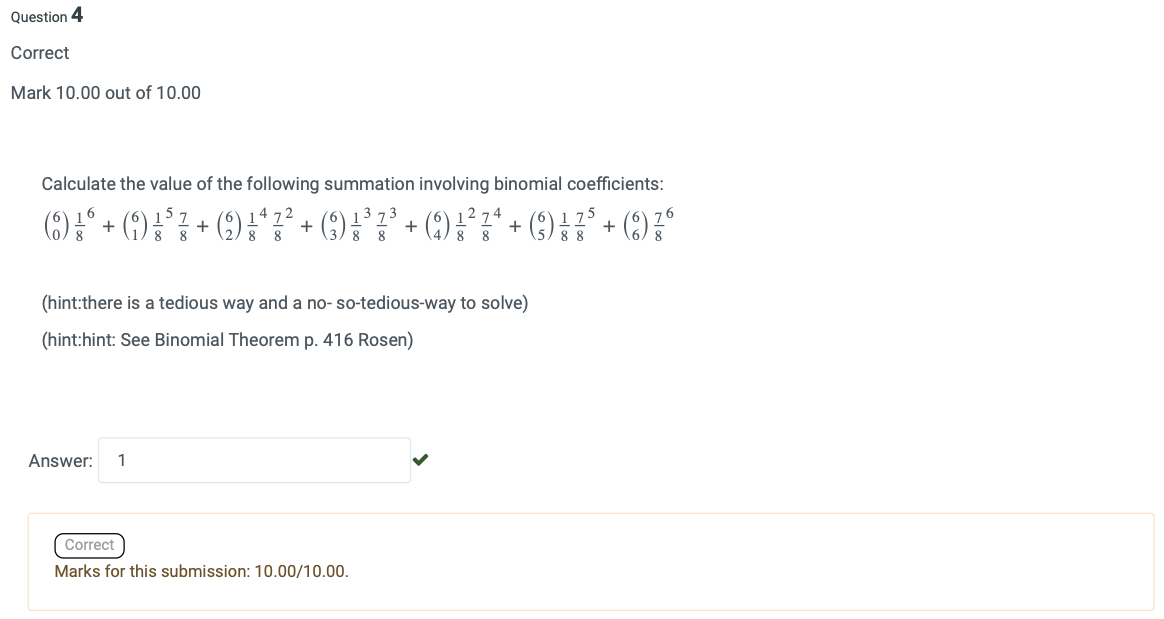 Question 4
Correct
Mark 10.00 out of 10.00
Calculate the value of the following summation involving binomial coefficients:
$\binom{6}{0}\frac{1}{8}^{6} + \binom{6}{1}\frac{1}{8}^{5}\frac{7}{8} + \binom{6}{2}\frac{1}{8}^{4}\frac{7}{8}^{2} + \binom{6}{3}\frac{1}{8}^{3}\frac{7}{8}^{3} + \binom{6}{4}\frac{1}{8}^{2}\frac{7}{8}^{4} + \binom{6}{5}\frac{1}{8}\frac{7}{8}^{5} + \binom{6}{6}\frac{7}{8}^{6}$
(hint:there is a tedious way and a no- so-tedious-way to solve)
(hint:hint: See Binomial Theorem p. 416 Rosen)
Answer: 1
Correct
Marks for this submission: 10.00/10.00.